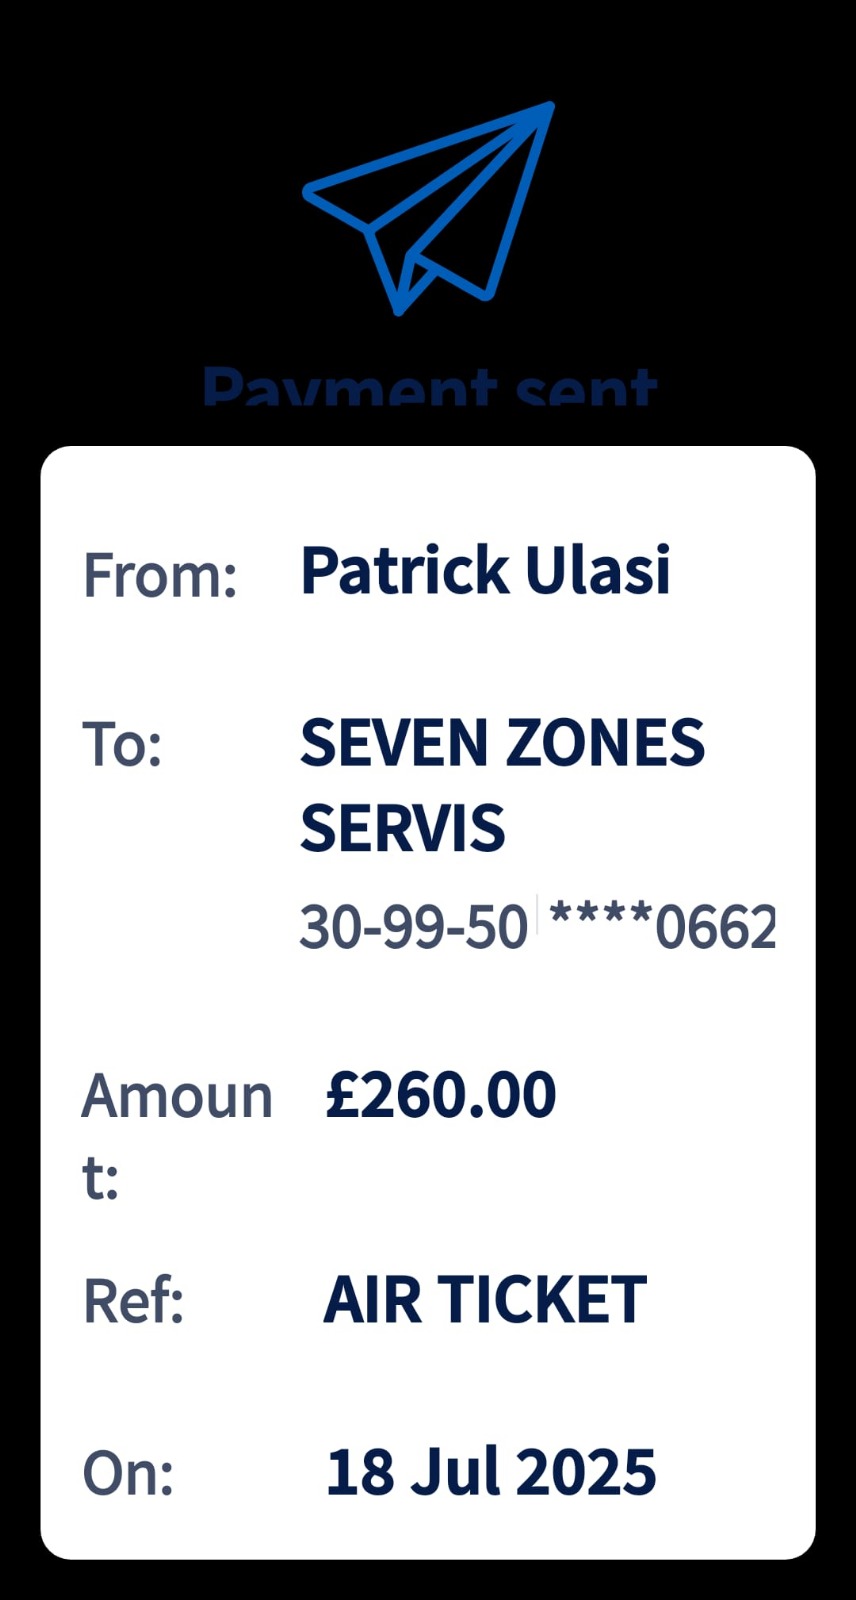 Payment sent
From: Patrick Ulasi
To: SEVEN ZONES
SERVIS
30-99-50 ****0662
Amoun £260.00
t:
Ref: AIR TICKET
On: 18 Jul 2025